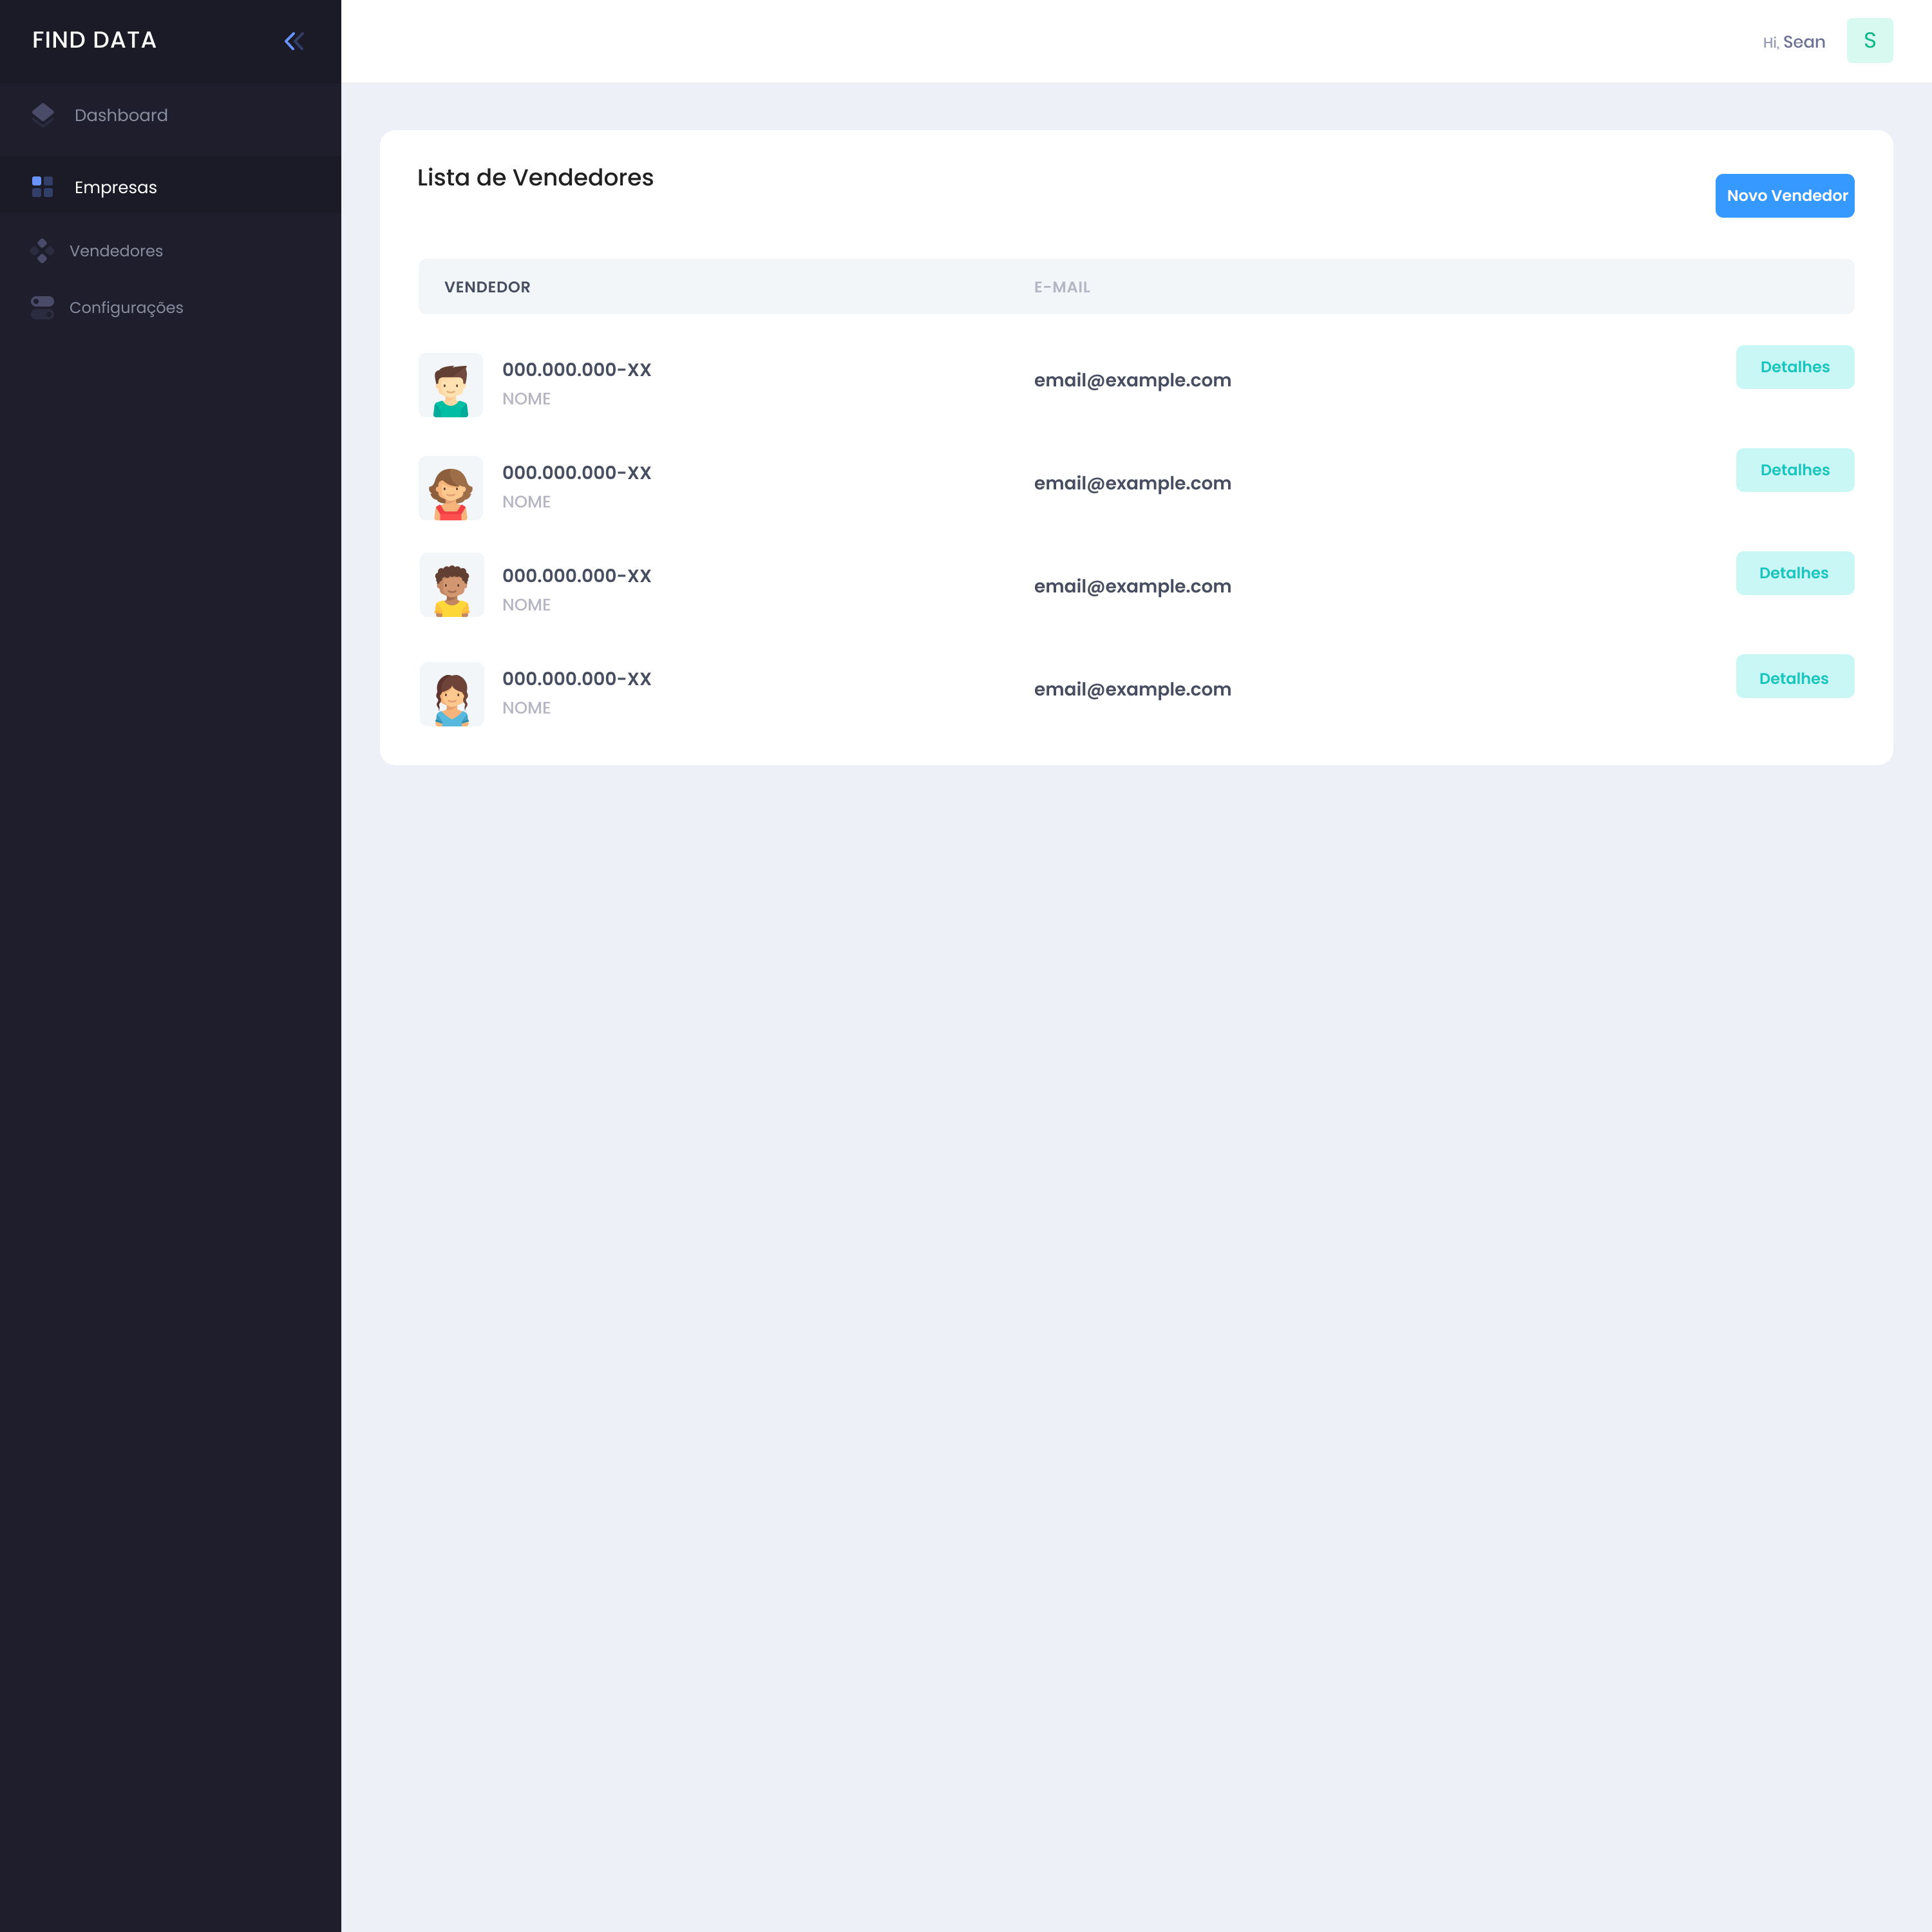 FIND DATA
Hi, Sean
S
Dashboard
Empresas
Vendedores
Configurações
Lista de Vendedores
Novo Vendedor
VENDEDOR E-MAIL
000.000.000-XX
NOME
email@example.com
Detalhes
000.000.000-XX
NOME
email@example.com
Detalhes
000.000.000-XX
NOME
email@example.com
Detalhes
000.000.000-XX
NOME
email@example.com
Detalhes